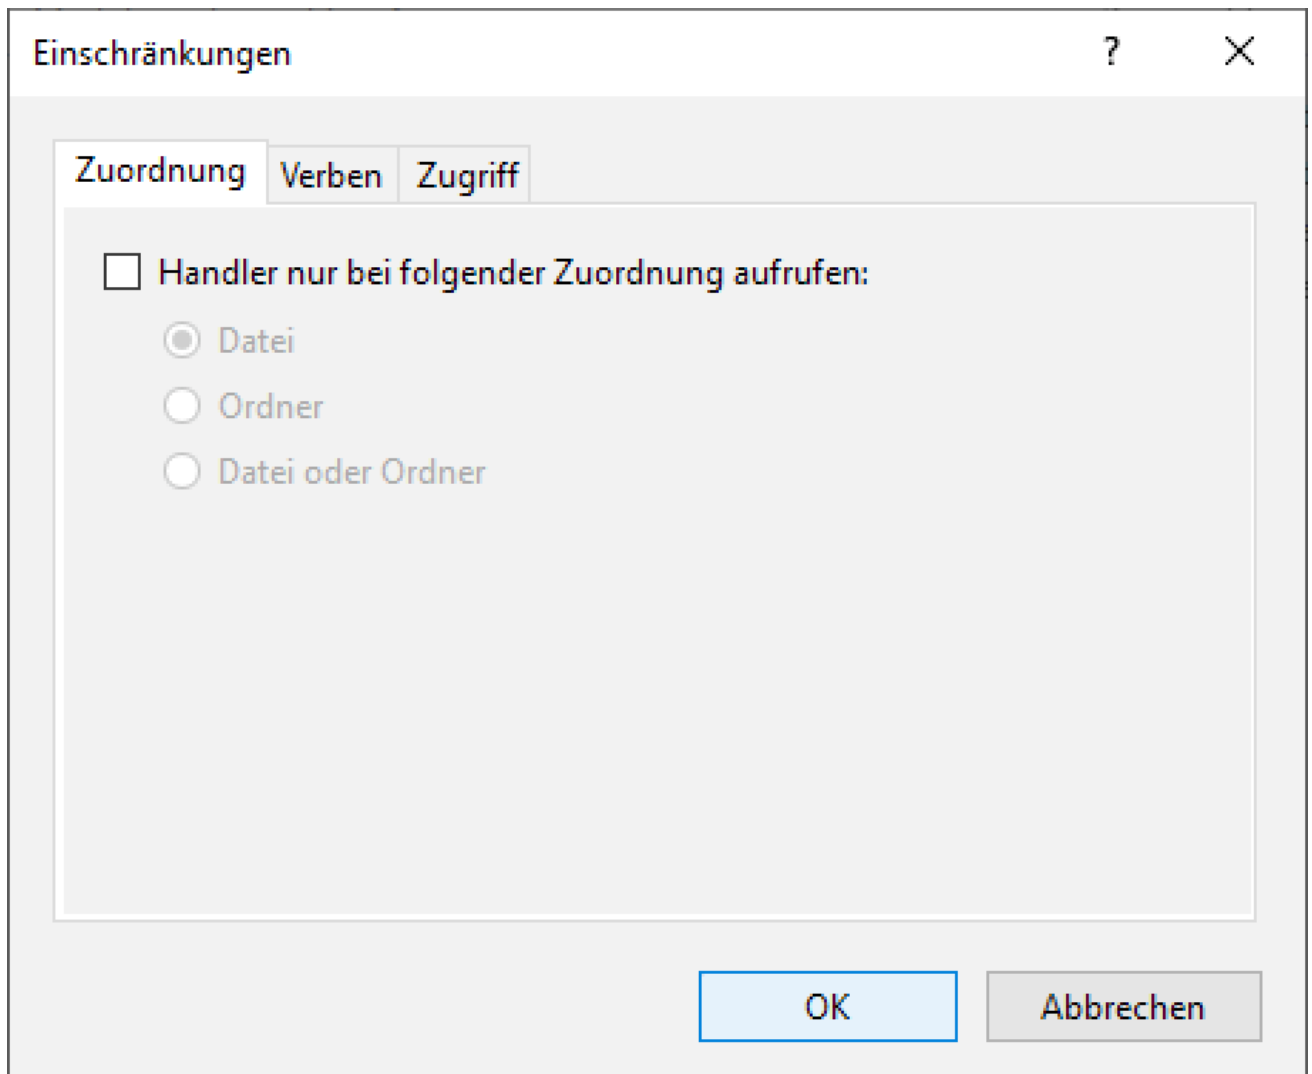 Einschränkungen ?
Zuordnung Verben Zugriff
Handler nur bei folgender Zuordnung aufrufen:
Datei
Ordner
Datei oder Ordner
OK Abbrechen